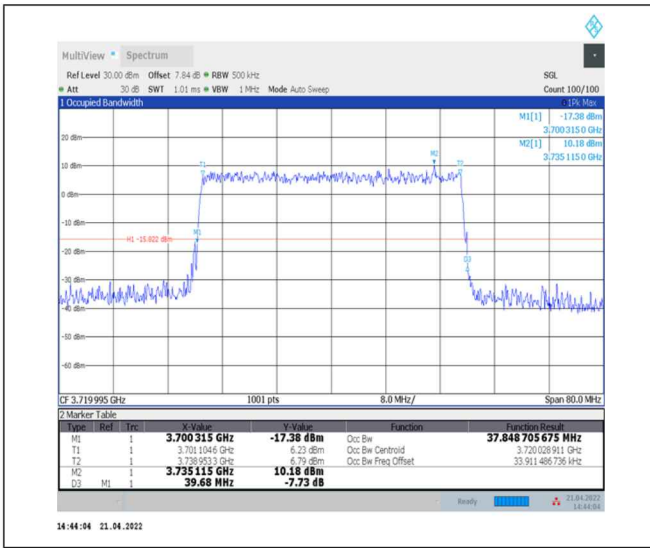 MultiView Spectrum
Ref Level 30.00 dBm Offset 7.84 dB RBW 500 kHz SGL
Att 30 dB SWT 1.01 ms VBW 1 MHz Mode Auto Sweep Count 100/100
1 Occupied Bandwidth 1Pk Max
M1[1] -17.38 dBm
3.700 315 0 GHz
M2[1] 10.18 dBm
3.735 115 0 GHz
20 dBm
M2
T1 T2
10 dBm
0 dBm
-10 dBm
M1
H1 -15.822 dBm
-20 dBm
D3
-30 dBm
-40 dBm
-50 dBm
-60 dBm
CF 3.719 995 GHz 1001 pts 8.0 MHz/ Span 80.0 MHz
2 Marker Table
Type Ref Trc X-Value Y-Value Function Function Result
M1 1 3.700 315 GHz -17.38 dBm Occ Bw 37.848 705 675 MHz
T1 1 3.701 104 6 GHz 6.23 dBm Occ Bw Centroid 3.720 028 911 GHz
T2 1 3.738 953 3 GHz 6.79 dBm Occ Bw Freq Offset 33.911 486 736 kHz
M2 1 3.735 115 GHz 10.18 dBm
D3 M1 1 39.68 MHz -7.73 dB
Ready 21.04.2022
14:44:04
14:44:04 21.04.2022